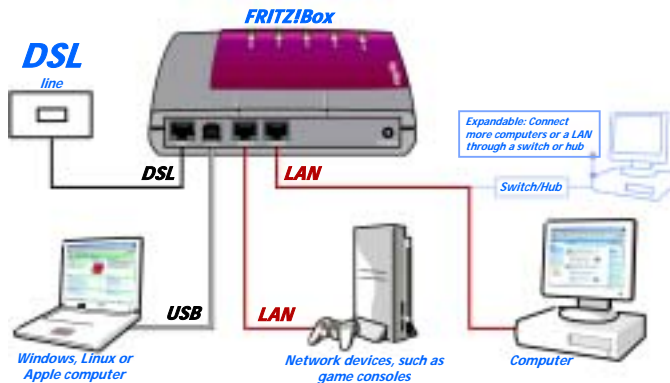 FRITZ!Box
DSL
line
Expandable: Connect
more computers or a LAN
through a switch or hub
Switch/Hub
DSL
LAN
USB
LAN
Windows, Linux or
Apple computer
Network devices, such as
game consoles
Computer